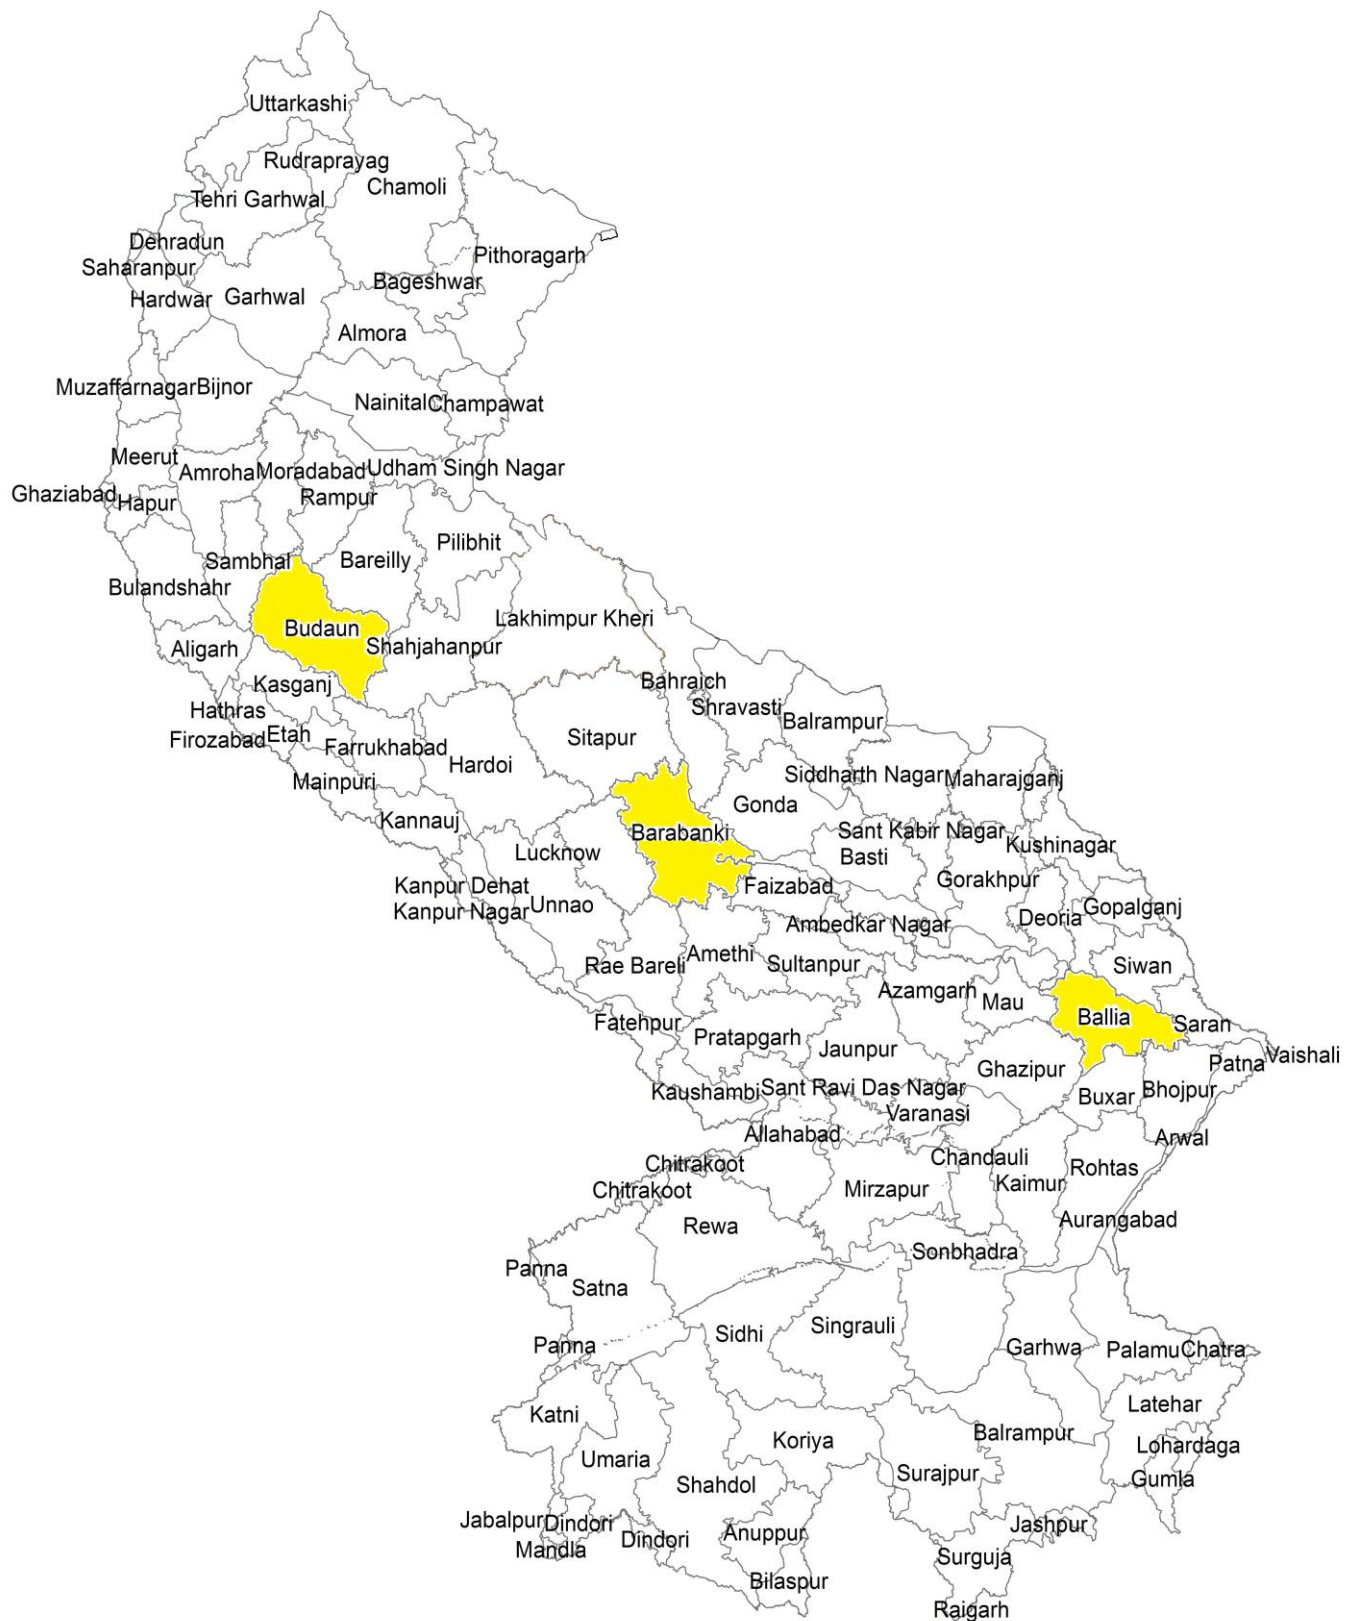 Uttarkashi
Rudraprayag
Chamoli
Tehri Garhwal
Dehradun
Pithoragarh
Saharanpur
Bageshwar
Hardwar
Garhwal
Almora
Muzaffarnagar
Bijnor
Nainital
Champawat
Meerut
Amroha
Moradabad
Udham Singh Nagar
Ghaziabad
Hapur
Rampur
Pilibhit
Sambhal
Bareilly
Bulandshahr
Lakhimpur Kheri
Budaun
Aligarh
Shahjahanpur
Kasganj
Bahraich
Hathras
Shravasti
Balrampur
Firozabad
Etah
Farrukhabad
Sitapur
Mainpuri
Hardoi
Siddharth Nagar
Maharajganj
Gonda
Kannauj
Barabanki
Sant Kabir Nagar
Kushinagar
Lucknow
Basti
Kanpur Dehat
Faizabad
Gorakhpur
Kanpur Nagar
Unnao
Ambedkar Nagar
Deoria
Gopalganj
Rae Bareli
Amethi
Sultanpur
Siwan
Azamgarh
Mau
Fatehpur
Ballia
Saran
Pratapgarh
Jaunpur
Ghazipur
Patna
Vaishali
Kaushambi
Sant Ravi Das Nagar
Buxar
Bhojpur
Varanasi
Allahabad
Arwal
Chitrakoot
Chandauli
Rohtas
Chitrakoot
Mirzapur
Kaimur
Rewa
Aurangabad
Sonbhadra
Panna
Satna
Sidhi
Singrauli
Panna
Garhwa
Palamu
Chatra
Katni
Latehar
Koriya
Balrampur
Lohardaga
Umaria
Surajpur
Gumla
Shahdol
Jabalpur
Dindori
Anuppur
Jashpur
Mandla
Dindori
Surguja
Bilaspur
Raigarh